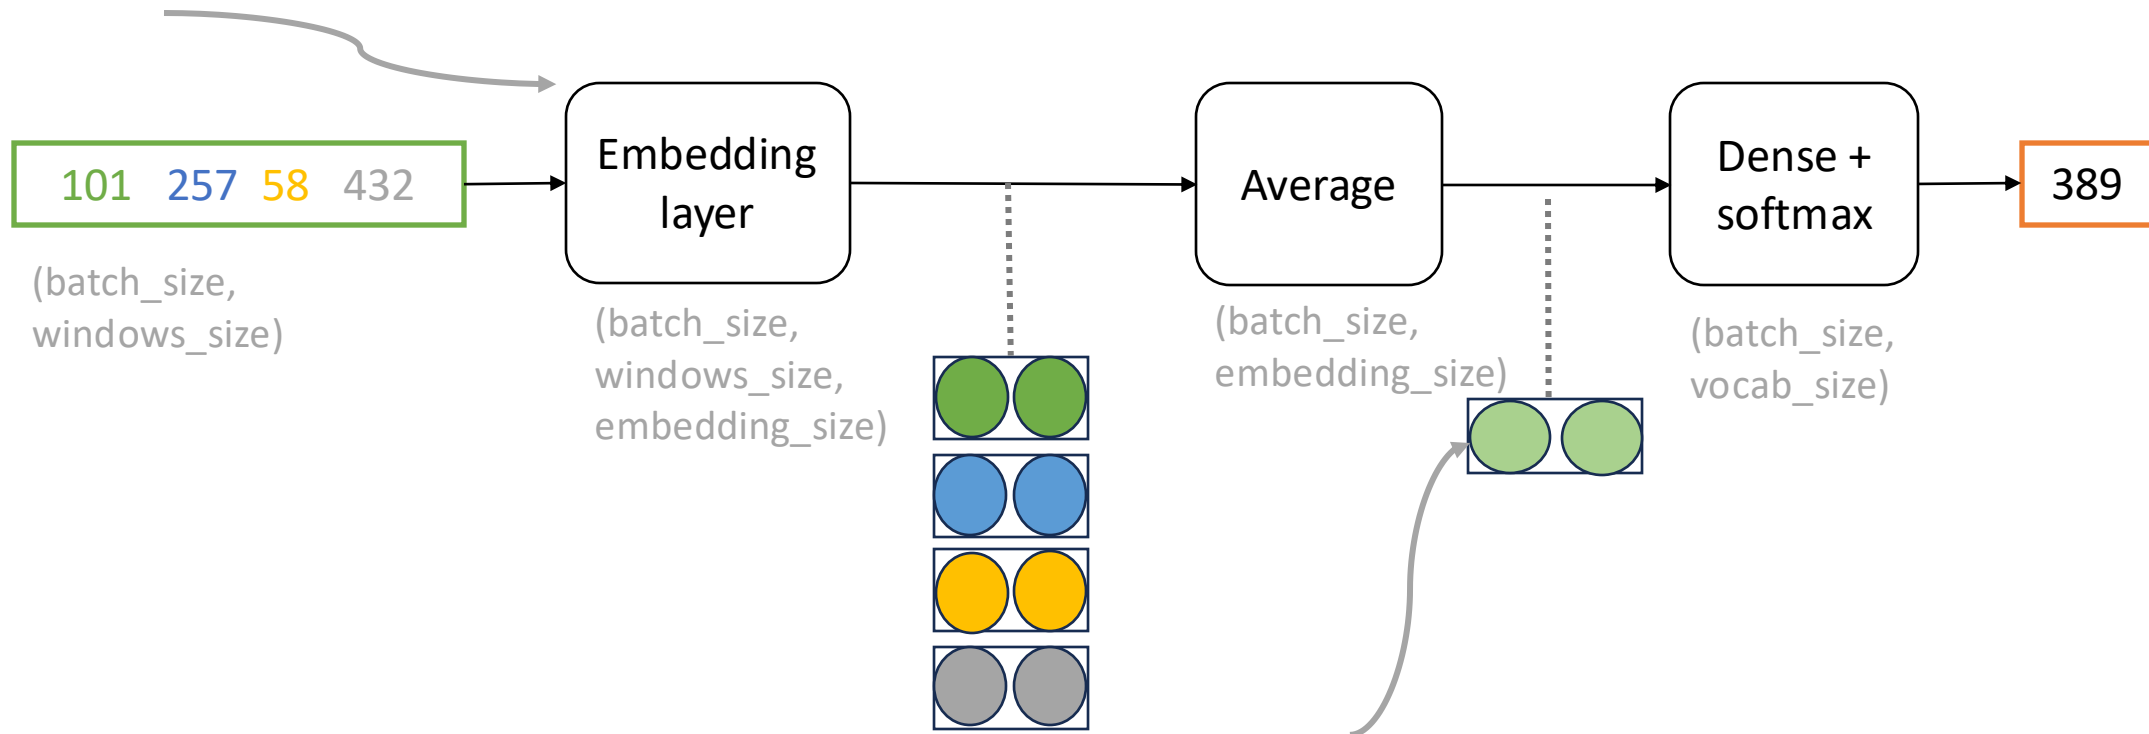 101 257 58 432
(batch_size,
windows_size)
Embedding
layer
(batch_size,
windows_size,
embedding_size)
Average
(batch_size,
embedding_size)
Dense +
softmax
(batch_size,
vocab_size)
389